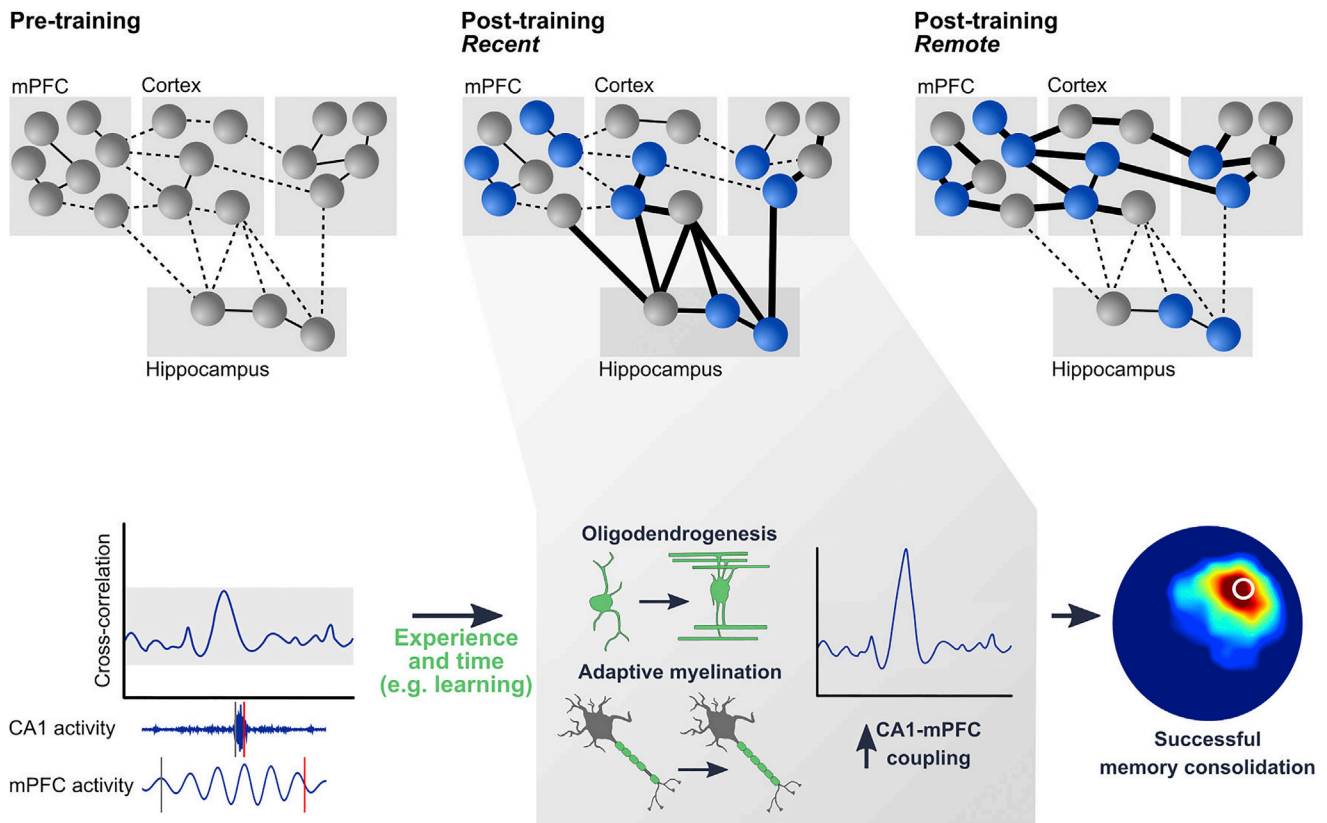 Pre-training
Post-training
Recent
Post-training
Remote
mPFC
Cortex
Hippocampus
mPFC
Cortex
Hippocampus
mPFC
Cortex
Hippocampus
Cross-correlation
CA1 activity
mPFC activity
Experience
and time
(e.g. learning)
Oligodendrogenesis
Adaptive myelination
CA1-mPFC
coupling
Successful
memory consolidation